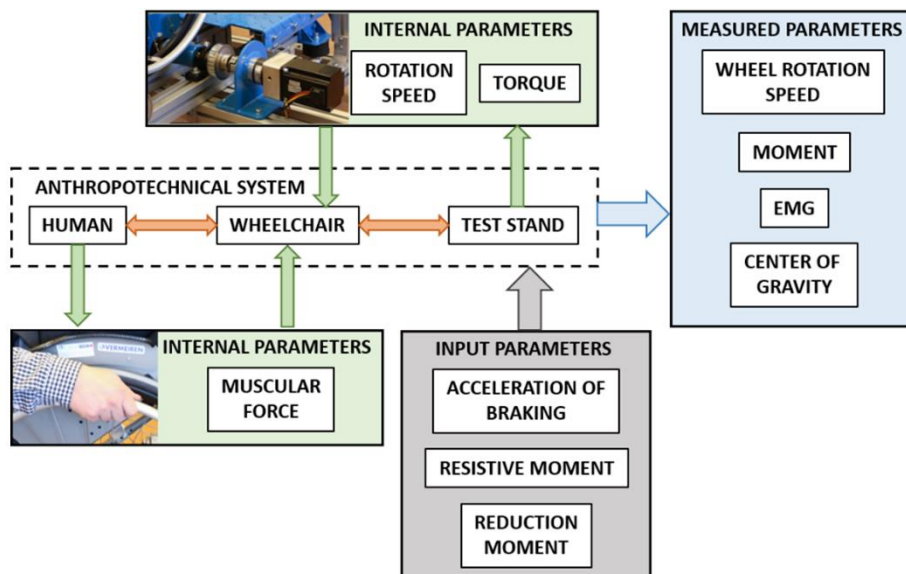 INTERNAL PARAMETERS
ROTATION
SPEED
TORQUE
MEASURED PARAMETERS
WHEEL ROTATION
SPEED
MOMENT
EMG
CENTER OF
GRAVITY
ANTHROPOTECHNICAL SYSTEM
HUMAN
WHEELCHAIR
TEST STAND
INTERNAL PARAMETERS
MUSCULAR
FORCE
VERMEIREN
INPUT PARAMETERS
ACCELERATION OF
BRAKING
RESISTIVE MOMENT
REDUCTION
MOMENT